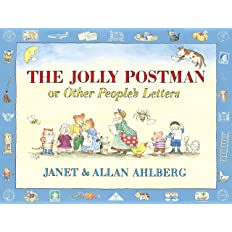 THE JOLLY POSTMAN
or Other People's Letters
JANET & ALLAN AHLBERG